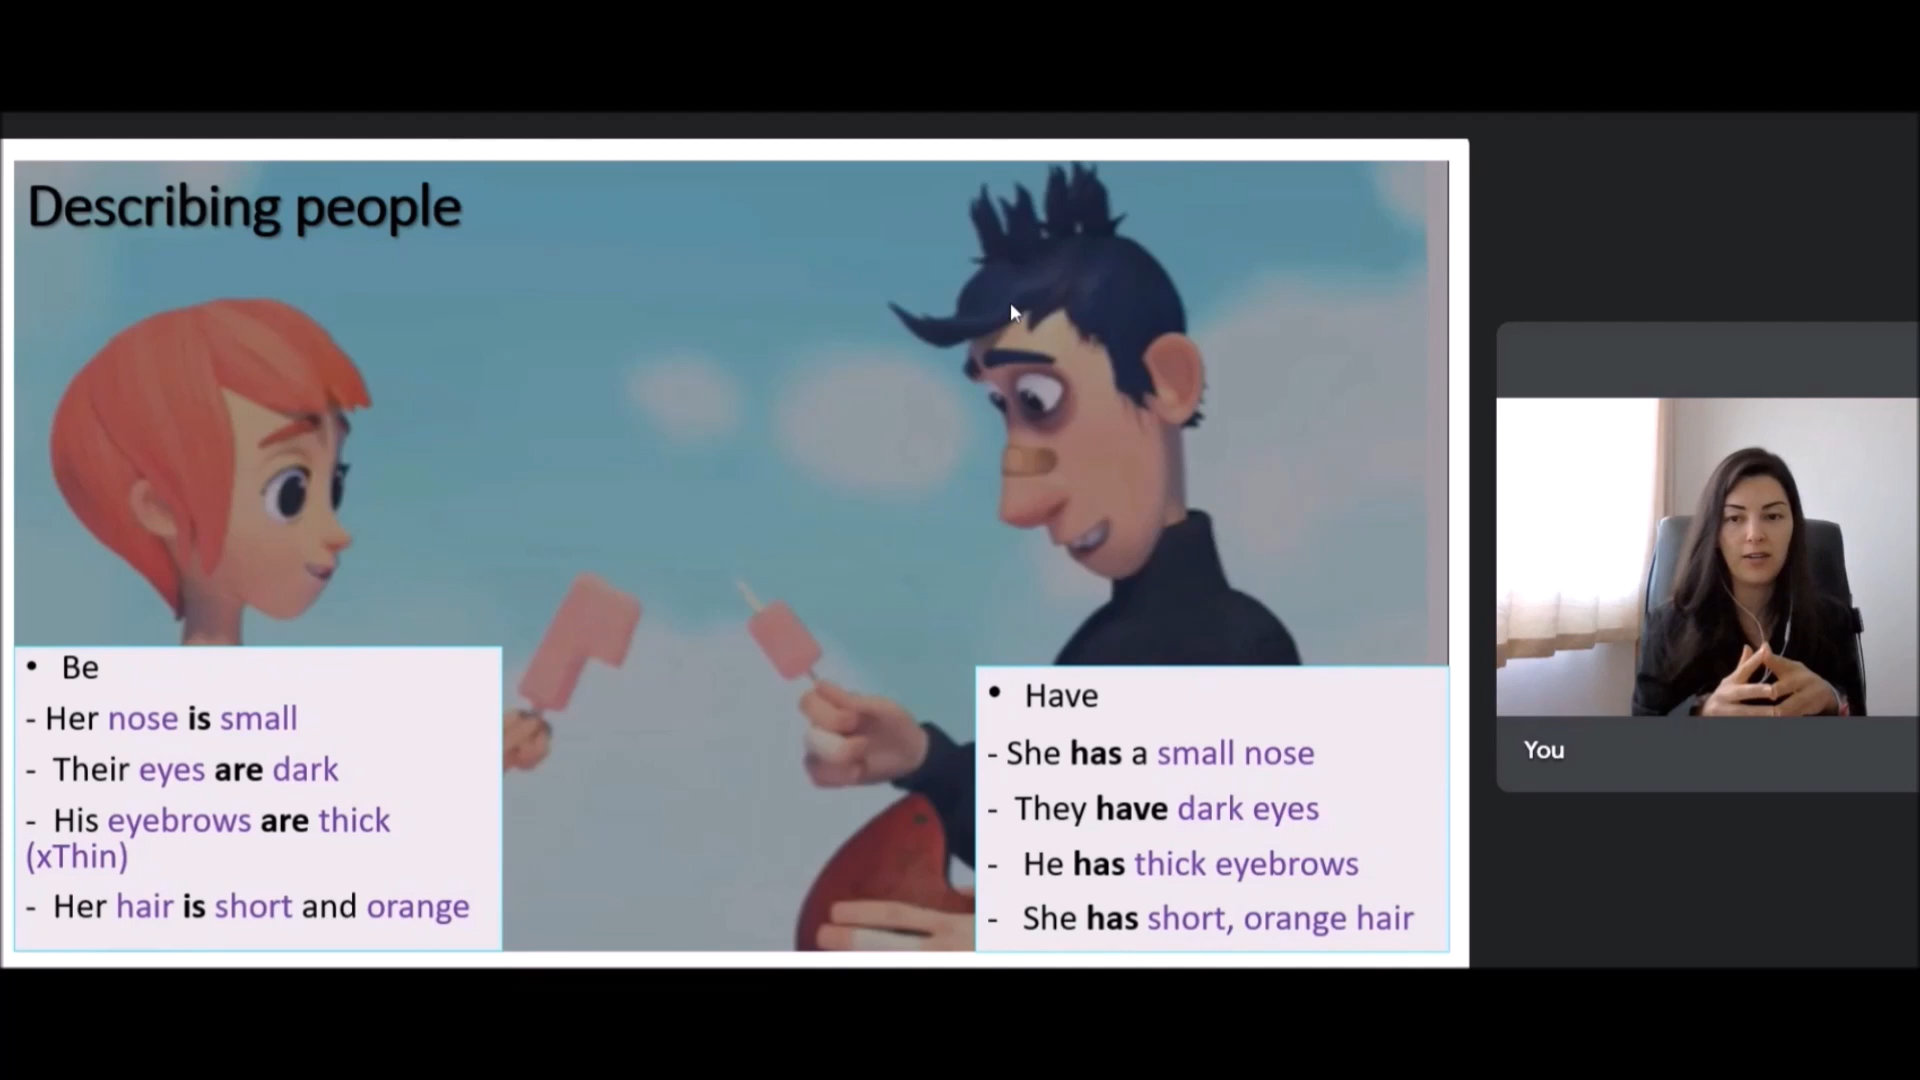 Describing people
• Be
- Her nose is small
- Their eyes are dark
- His eyebrows are thick
(xThin)
- Her hair is short and orange
• Have
- She has a small nose
- They have dark eyes
- He has thick eyebrows
- She has short, orange hair
You